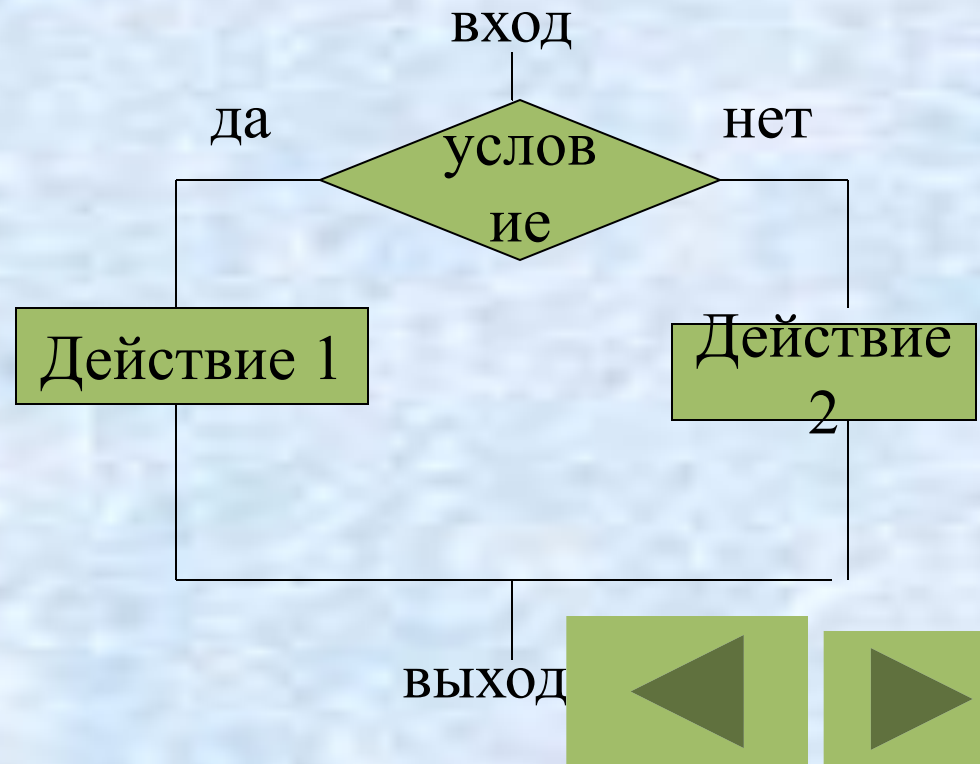 вход
да
нет
услов
ие
Действие 1
Действие
2
выход